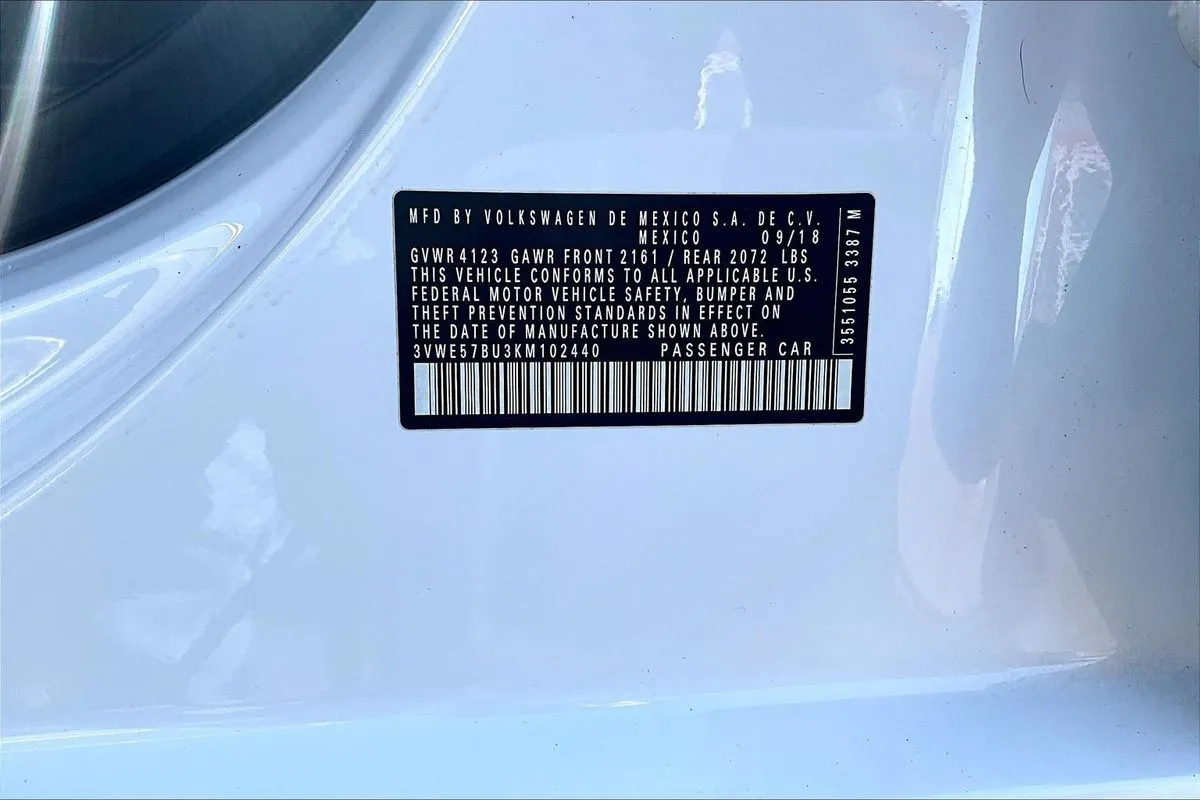 MFD BY VOLKSWAGEN DE MEXICO S.A. DE C.V.
MEXICO 09/18
GVWR 4123 GAWR FRONT 2161 / REAR 2072 LBS
THIS VEHICLE CONFORMS TO ALL APPLICABLE U.S.
FEDERAL MOTOR VEHICLE SAFETY, BUMPER AND
THEFT PREVENTION STANDARDS IN EFFECT ON
THE DATE OF MANUFACTURE SHOWN ABOVE.
3VWE57BU3KM102440 PASSENGER CAR
3551055 3387 M